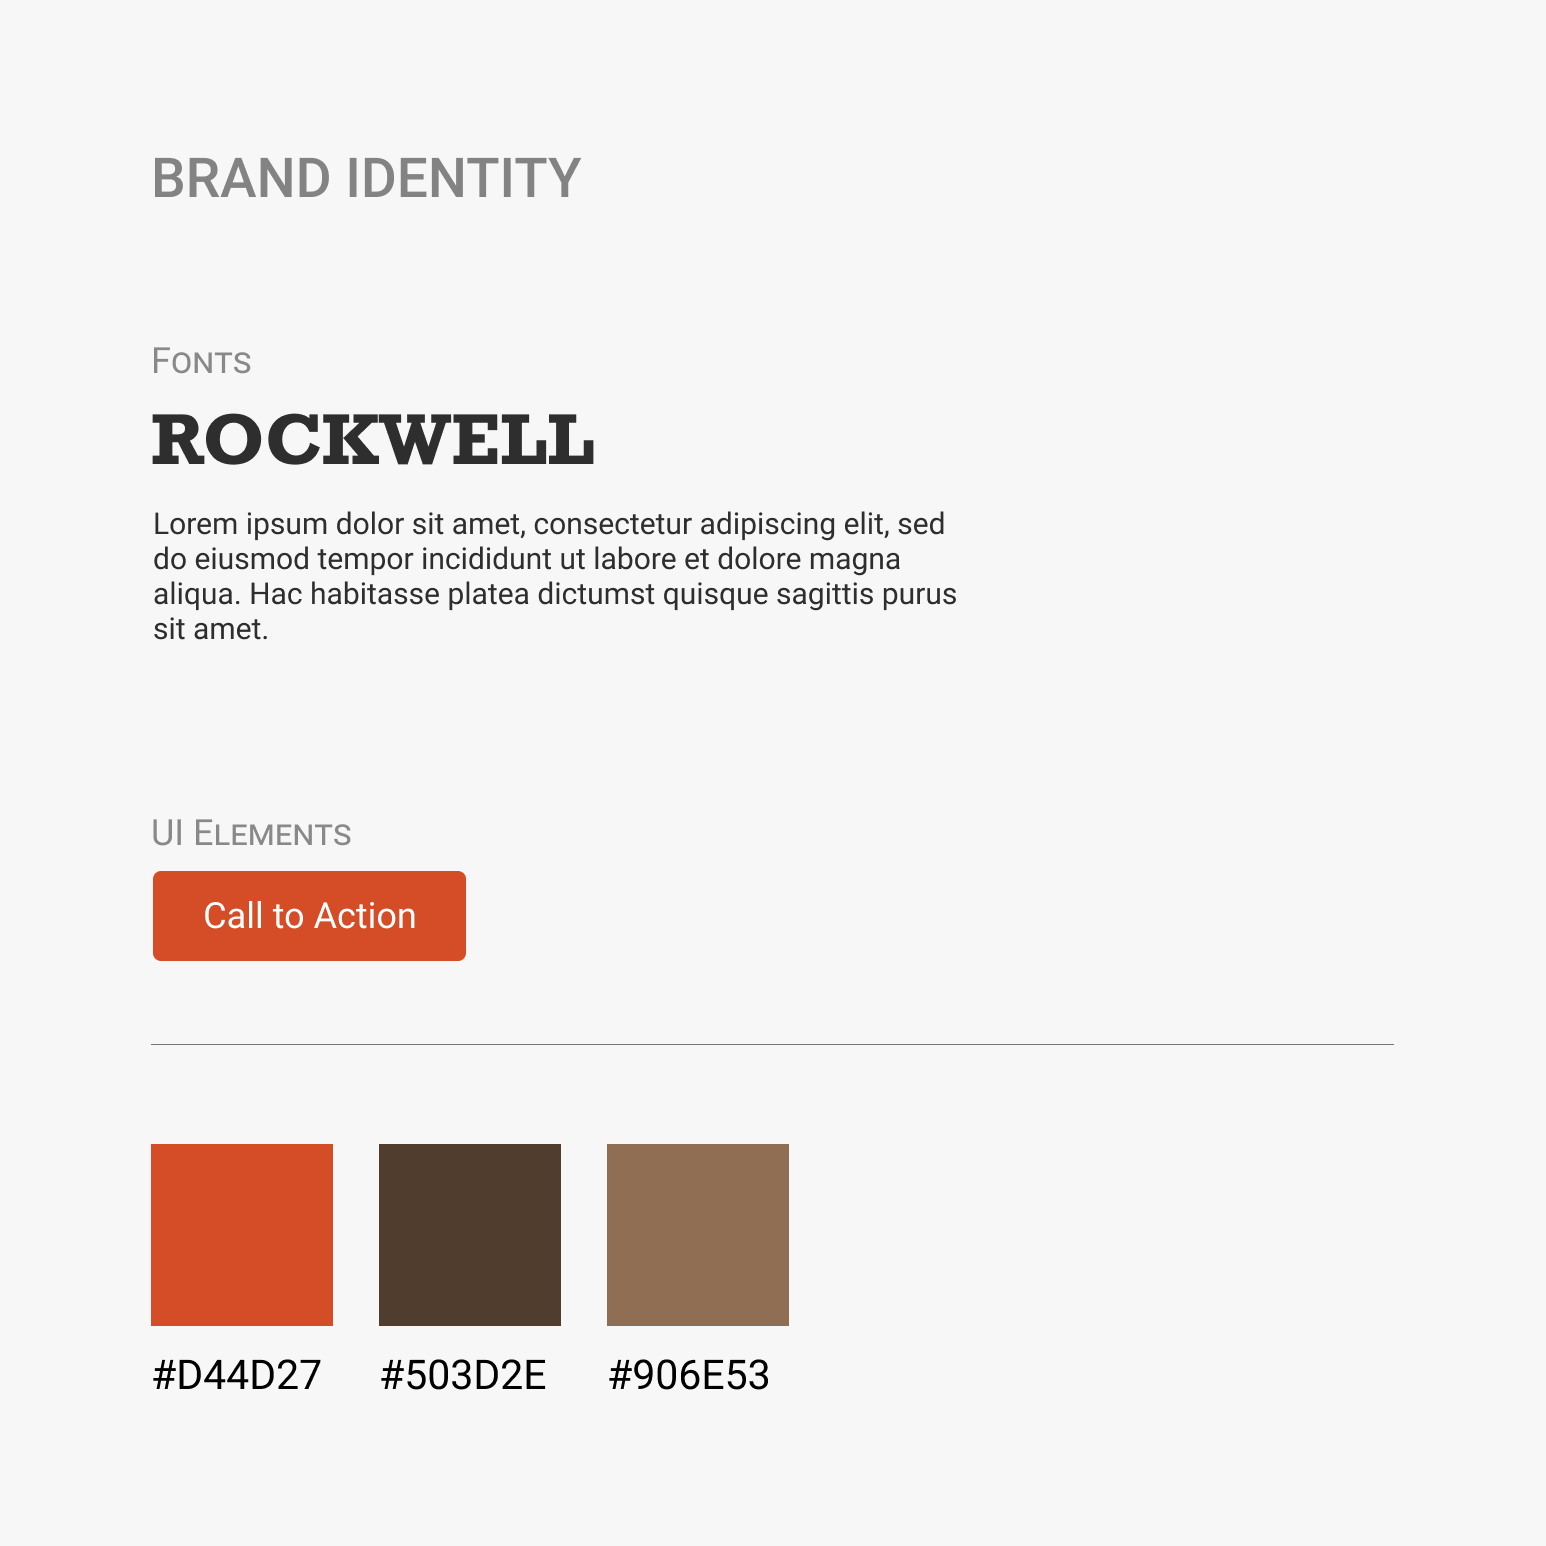 BRAND IDENTITY
Fonts
ROCKWELL
Lorem ipsum dolor sit amet, consectetur adipiscing elit, sed
do eiusmod tempor incididunt ut labore et dolore magna
aliqua. Hac habitasse platea dictumst quisque sagittis purus
sit amet.
UI Elements
Call to Action
#D44D27 #503D2E #906E53